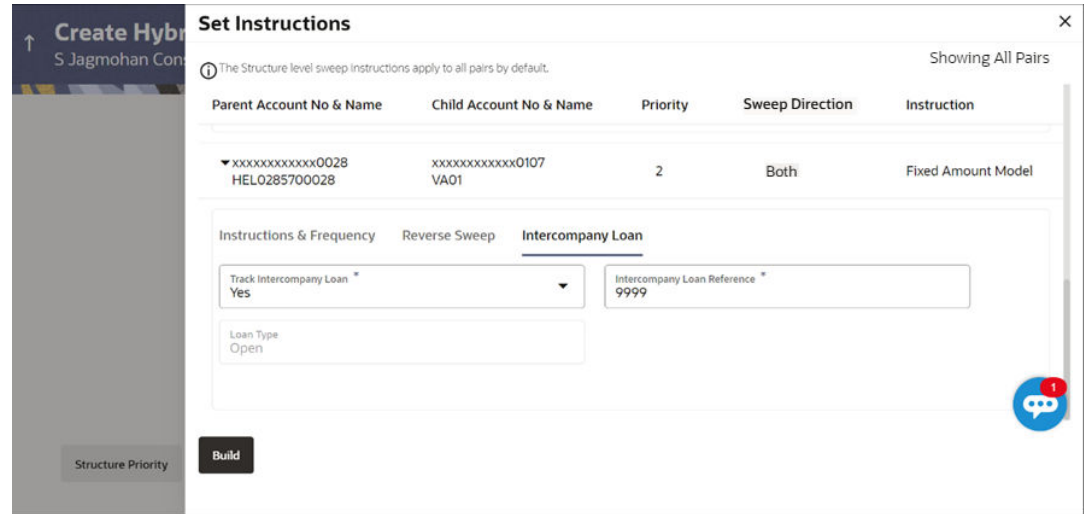 ↑ Create Hybr
S Jagmohan Con
Set Instructions
×
The Structure level sweep instructions apply to all pairs by default.
Showing All Pairs
Parent Account No & Name Child Account No & Name Priority Sweep Direction Instruction
xxxxxxxxxxxx0028 xxxxxxxxxxxx0107 2 Both Fixed Amount Model
HEL0285700028 VA01
Instructions & Frequency Reverse Sweep Intercompany Loan
Track Intercompany Loan * Intercompany Loan Reference *
Yes 9999
Loan Type
Open
1
Build
Structure Priority